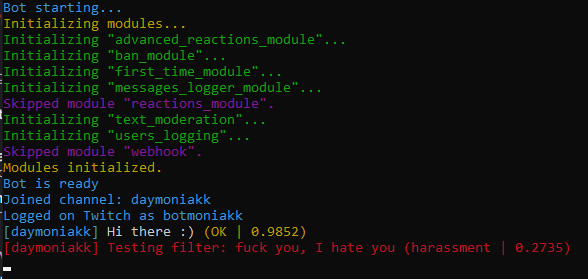 Bot starting...
Initializing modules...
Initializing "advanced_reactions_module"...
Initializing "ban_module"...
Initializing "first_time_module"...
Initializing "messages_logger_module"...
Skipped module "reactions_module".
Initializing "text_moderation"...
Initializing "users_logging"...
Skipped module "webhook".
Modules initialized.
Bot is ready
Joined channel: daymoniakk
Logged on Twitch as botmoniakk
[daymoniakk] Hi there :) (OK | 0.9852)
[daymoniakk] Testing filter: fuck you, I hate you (harassment | 0.2735)